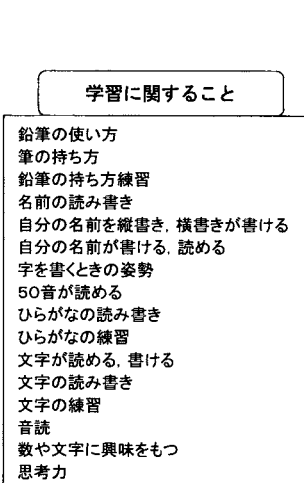 学習に関すること
鉛筆の使い方
筆の持ち方
鉛筆の持ち方練習
名前の読み書き
自分の名前を縦書き，横書きが書ける
自分の名前が書ける，読める
字を書くときの姿勢
50音が読める
ひらがなの読み書き
ひらがなの練習
文字が読める，書ける
文字の読み書き
文字の練習
音読
数や文字に興味をもつ
思考力